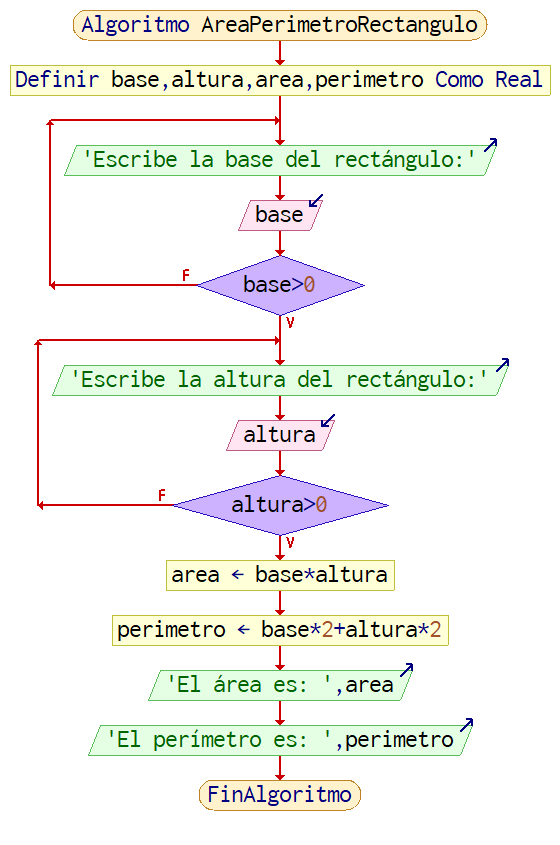 Algoritmo AreaPerimetroRectangulo
Definir base,altura,area,perimetro Como Real
'Escribe la base del rectángulo:'
base
F
base>0
V
'Escribe la altura del rectángulo:'
altura
F
altura>0
V
area ← base*altura
perimetro ← base*2+altura*2
'El área es: ',area
'El perímetro es: ',perimetro
FinAlgoritmo